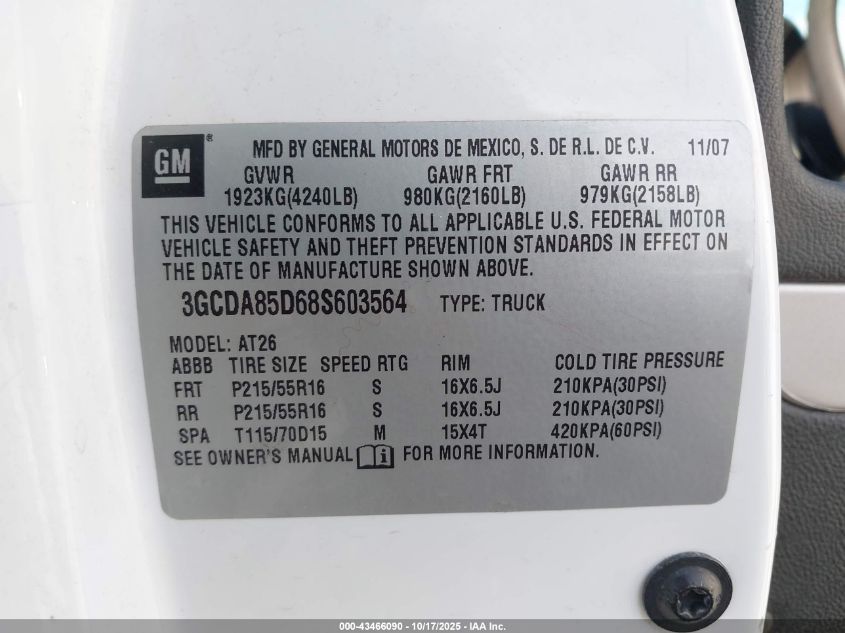 GM ®
MFD BY GENERAL MOTORS DE MEXICO, S. DE R.L. DE C.V. 11/07
GVWR GAWR FRT GAWR RR
1923KG(4240LB) 980KG(2160LB) 979KG(2158LB)
THIS VEHICLE CONFORMS TO ALL APPLICABLE U.S. FEDERAL MOTOR
VEHICLE SAFETY AND THEFT PREVENTION STANDARDS IN EFFECT ON
THE DATE OF MANUFACTURE SHOWN ABOVE.
3GCDA85D68S603564 TYPE: TRUCK
MODEL: AT26
ABBB TIRE SIZE SPEED RTG RIM COLD TIRE PRESSURE
FRT P215/55R16 S 16X6.5J 210KPA(30PSI)
RR P215/55R16 S 16X6.5J 210KPA(30PSI)
SPA T115/70D15 M 15X4T 420KPA(60PSI)
SEE OWNER'S MANUAL i FOR MORE INFORMATION.
000-43466090 - 10/17/2025 - IAA Inc.